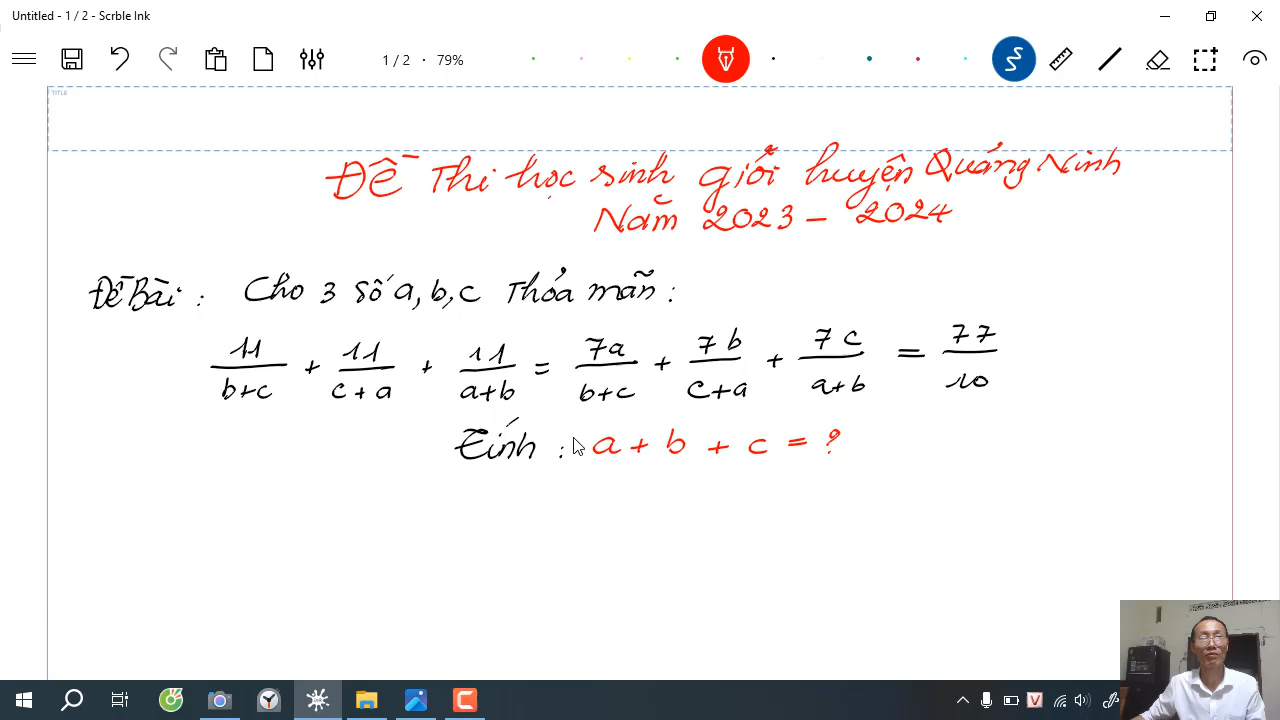 Untitled - 1 / 2 - Scrble Ink
1 / 2 · 79%
TITLE
Đề Thi học sinh giỏi huyện Quảng Ninh
Năm 2023 - 2024
Đề Bài : Cho 3 số a, b, c Thỏa mãn :
11/(b+c) + 11/(c+a) + 11/(a+b) = 7a/(b+c) + 7b/(c+a) + 7c/(a+b) = 77/10
Tính : a + b + c = ?
V